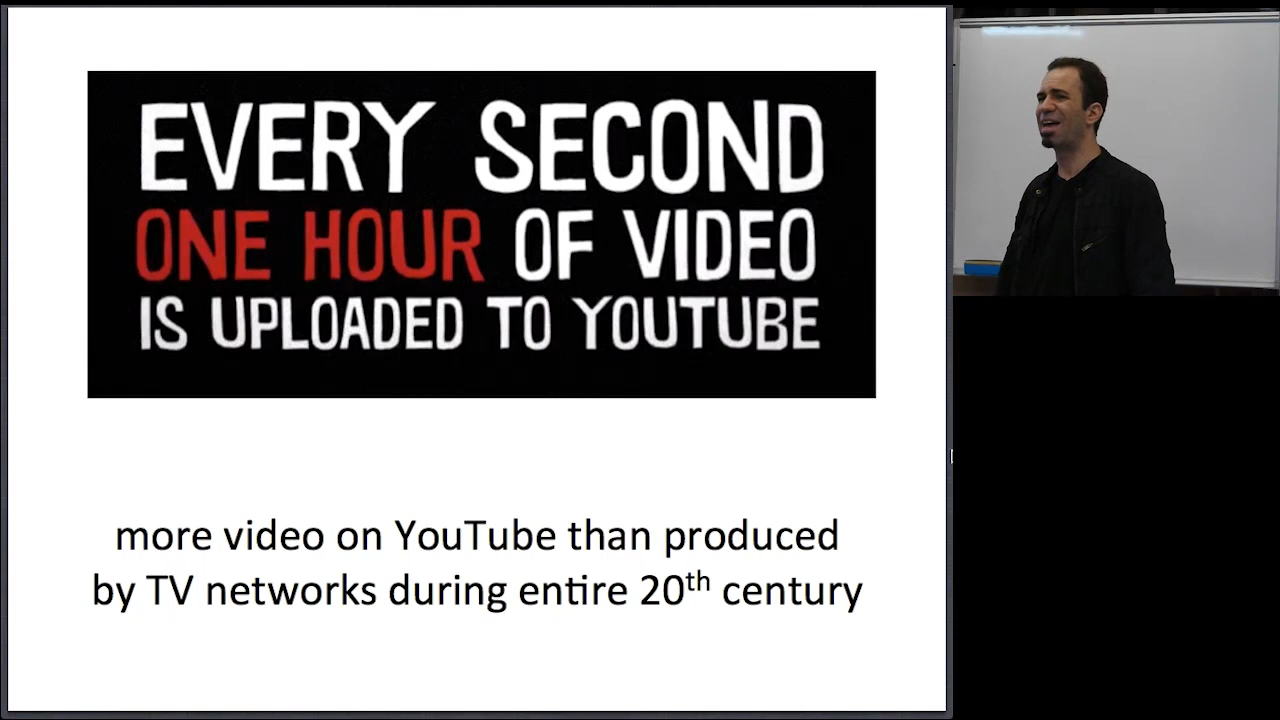 EVERY SECOND
ONE HOUR OF VIDEO
IS UPLOADED TO YOUTUBE
more video on YouTube than produced
by TV networks during entire 20th century